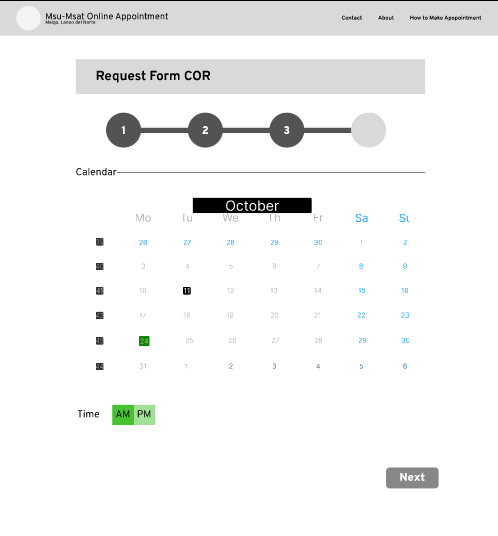 Msu-Msat Online Appointment
Maigo, Lanao del Norte
Contact About How to Make Apopointment
Request Form COR
1 2 3
Calendar
October
Mo Tu We Th Fr Sa Su
39 26 27 28 29 30 1 2
40 3 4 5 6 7 8 9
41 10 11 12 13 14 15 16
42 17 18 19 20 21 22 23
43 24 25 26 27 28 29 30
44 31 1 2 3 4 5 6
Time AM PM
Next